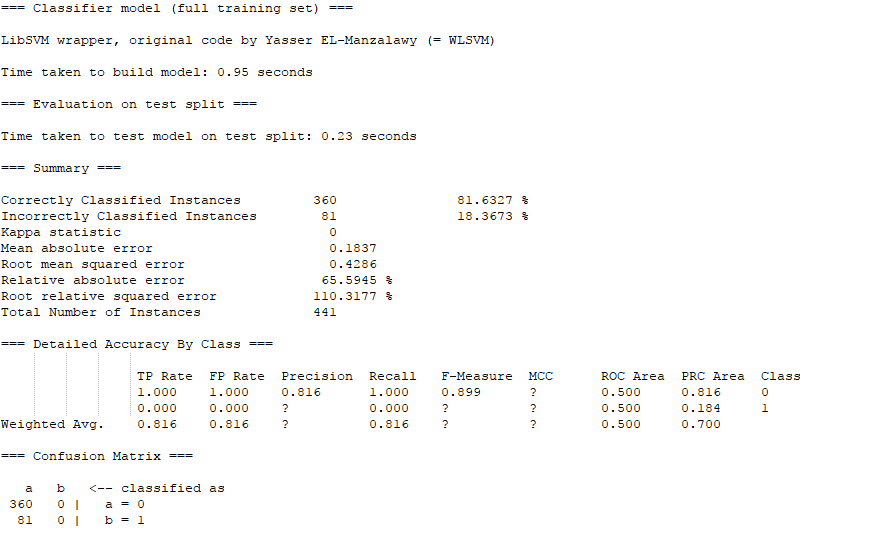 === Classifier model (full training set) ===
LibSVM wrapper, original code by Yasser EL-Manzalawy (= WLSVM)
Time taken to build model: 0.95 seconds
=== Evaluation on test split ===
Time taken to test model on test split: 0.23 seconds
=== Summary ===
Correctly Classified Instances 360 81.6327 %
Incorrectly Classified Instances 81 18.3673 %
Kappa statistic 0
Mean absolute error 0.1837
Root mean squared error 0.4286
Relative absolute error 65.5945 %
Root relative squared error 110.3177 %
Total Number of Instances 441
=== Detailed Accuracy By Class ===
TP Rate FP Rate Precision Recall F-Measure MCC ROC Area PRC Area Class
1.000 1.000 0.816 1.000 0.899 ? 0.500 0.816 0
0.000 0.000 ? 0.000 ? ? 0.500 0.184 1
Weighted Avg. 0.816 0.816 ? 0.816 ? ? 0.500 0.700
=== Confusion Matrix ===
a b <-- classified as
360 0 | a = 0
81 0 | b = 1